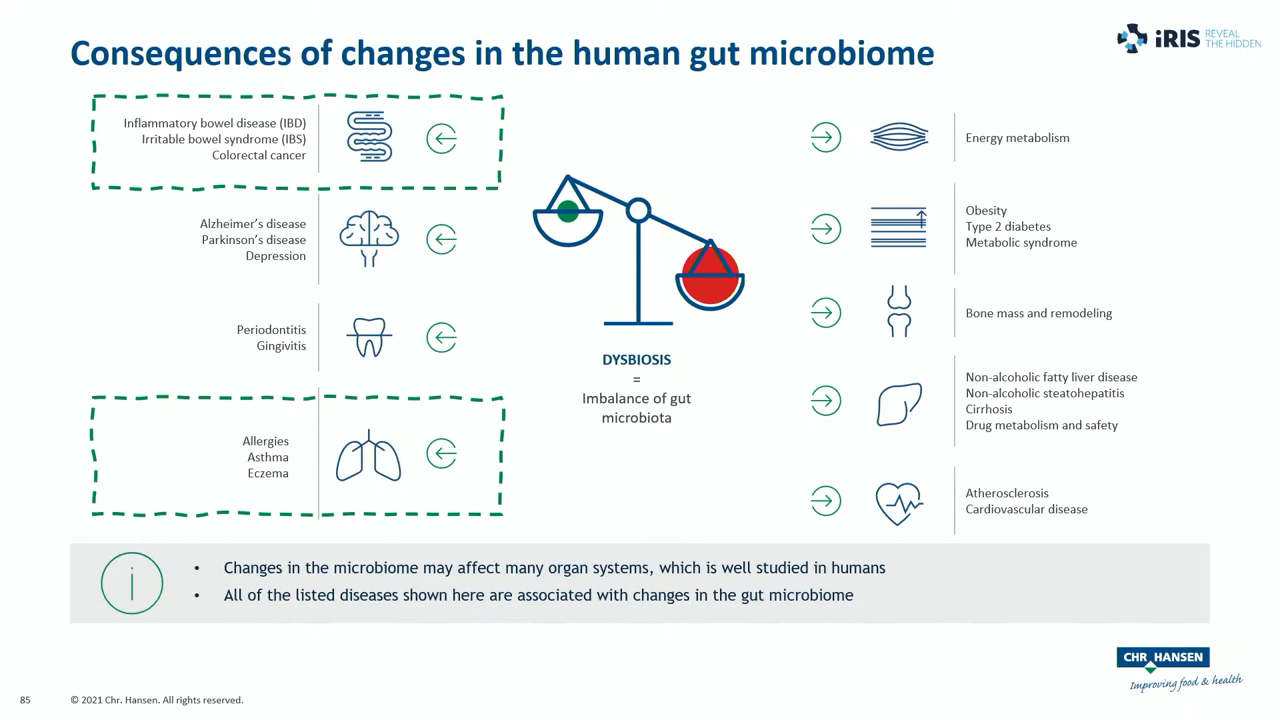 Consequences of changes in the human gut microbiome
iRIS
REVEAL
THE HIDDEN
Inflammatory bowel disease (IBD)
Irritable bowel syndrome (IBS)
Colorectal cancer
Alzheimer's disease
Parkinson's disease
Depression
Periodontitis
Gingivitis
Allergies
Asthma
Eczema
DYSBIOSIS
=
Imbalance of gut
microbiota
Energy metabolism
Obesity
Type 2 diabetes
Metabolic syndrome
Bone mass and remodeling
Non-alcoholic fatty liver disease
Non-alcoholic steatohepatitis
Cirrhosis
Drug metabolism and safety
Atherosclerosis
Cardiovascular disease
i
• Changes in the microbiome may affect many organ systems, which is well studied in humans
• All of the listed diseases shown here are associated with changes in the gut microbiome
CHR HANSEN
Improving food & health
85
© 2021 Chr. Hansen. All rights reserved.